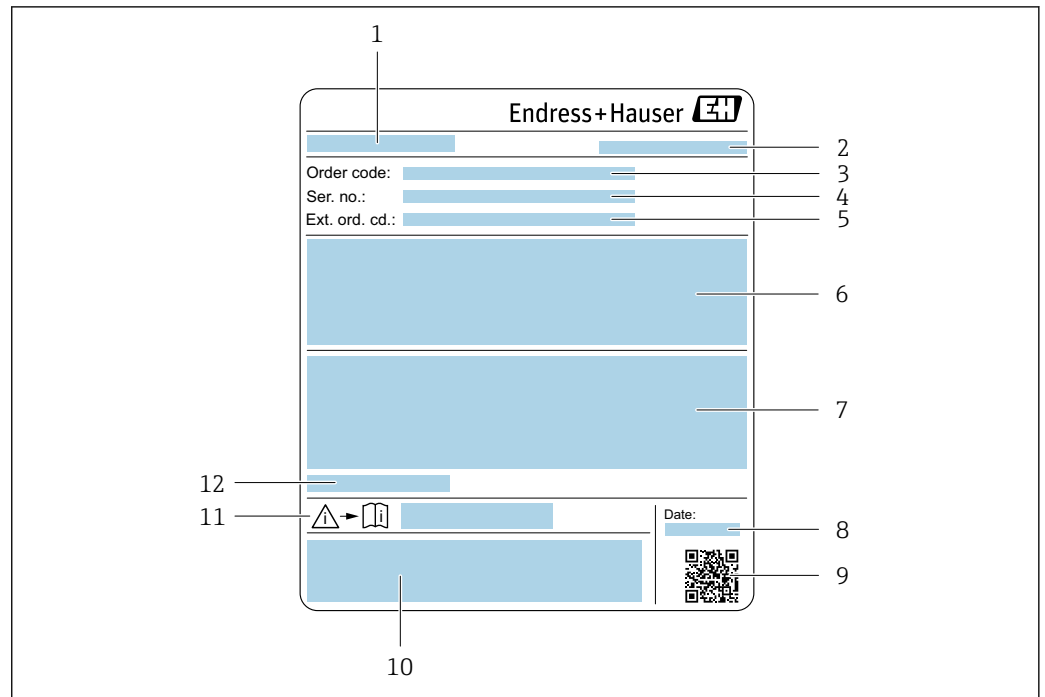 1
Endress+Hauser EH
2
Order code:
3
Ser. no.:
4
Ext. ord. cd.:
5
6
7
12
11
i
i
Date:
8
9
10